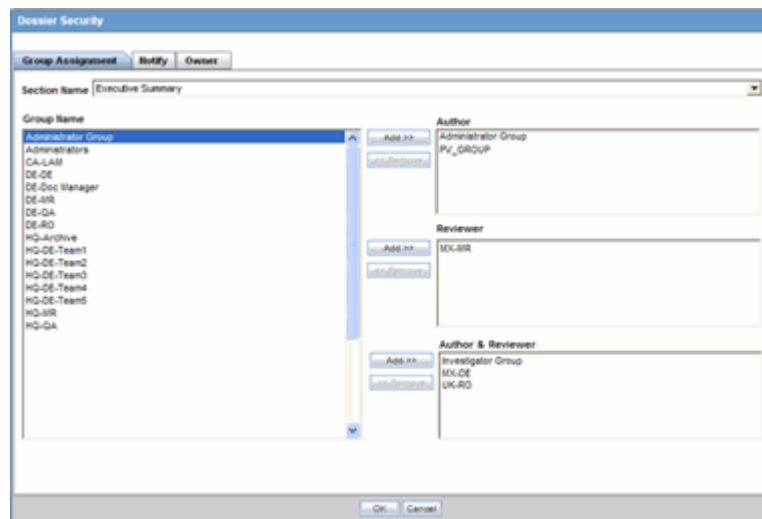 Dossier Security
Group Assignment Notify Owner
Section Name Executive Summary
Group Name
Administrator Group
Administrators
CA-LAM
DE-DE
DE-Doc Manager
DE-MR
DE-QA
DE-RO
HQ-Archive
HQ-DE-Team1
HQ-DE-Team2
HQ-DE-Team3
HQ-DE-Team4
HQ-DE-Team5
HQ-MR
HQ-QA
Add >>
<< Remove
Author
Administrator Group
PV_GROUP
Add >>
<< Remove
Reviewer
MX-MR
Add >>
<< Remove
Author & Reviewer
Investigator Group
MX-DE
UK-RO
OK Cancel